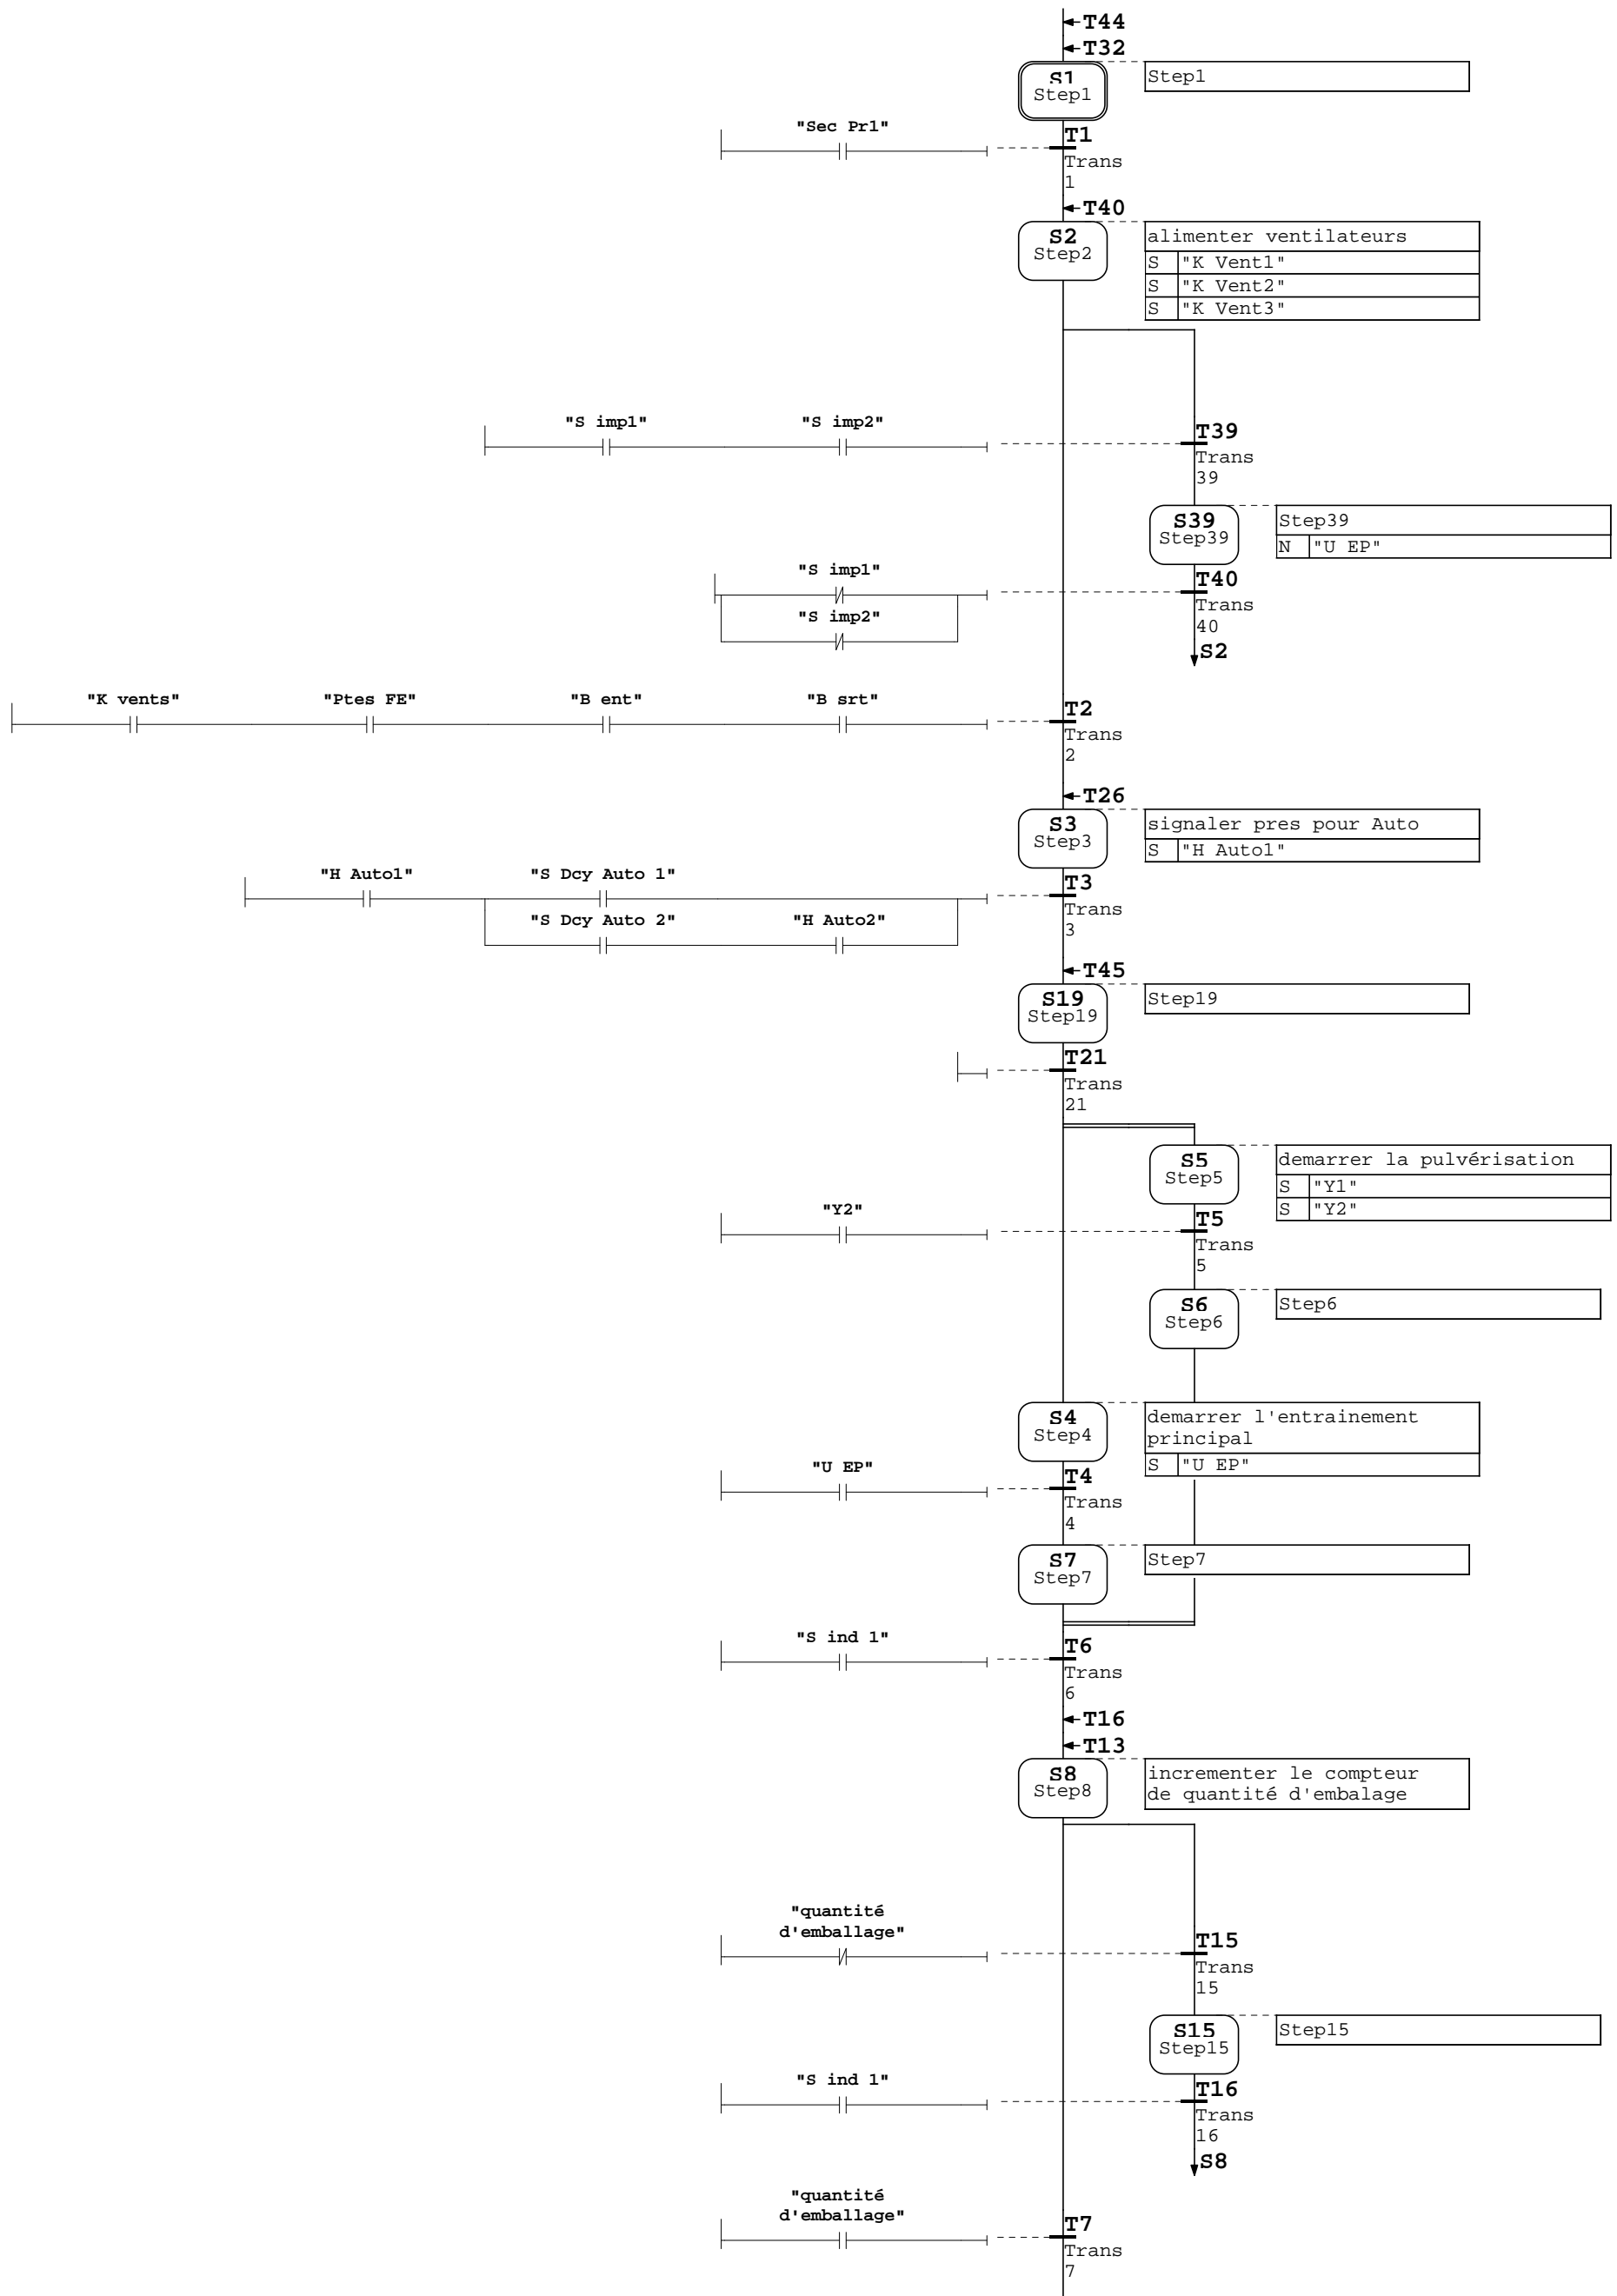 T44
T32
S1
Step1
Step1
"Sec Pr1"
T1
Trans
1
T40
S2
Step2
alimenter ventilateurs
S "K Vent1"
S "K Vent2"
S "K Vent3"
"S imp1" "S imp2"
T39
Trans
39
S39
Step39
Step39
N "U EP"
"S imp1"
"S imp2"
T40
Trans
40
S2
"K vents" "Ptes FE" "B ent" "B srt"
T2
Trans
2
T26
S3
Step3
signaler pres pour Auto
S "H Auto1"
"H Auto1" "S Dcy Auto 1"
"S Dcy Auto 2" "H Auto2"
T3
Trans
3
T45
S19
Step19
Step19
T21
Trans
21
S5
Step5
demarrer la pulvérisation
S "Y1"
S "Y2"
"Y2"
T5
Trans
5
S6
Step6
Step6
S4
Step4
demarrer l'entrainement
principal
S "U EP"
"U EP"
T4
Trans
4
S7
Step7
Step7
"S ind 1"
T6
Trans
6
T16
T13
S8
Step8
incrementer le compteur
de quantité d'embalage
"quantité
d'emballage"
T15
Trans
15
S15
Step15
Step15
"S ind 1"
T16
Trans
16
S8
"quantité
d'emballage"
T7
Trans
7